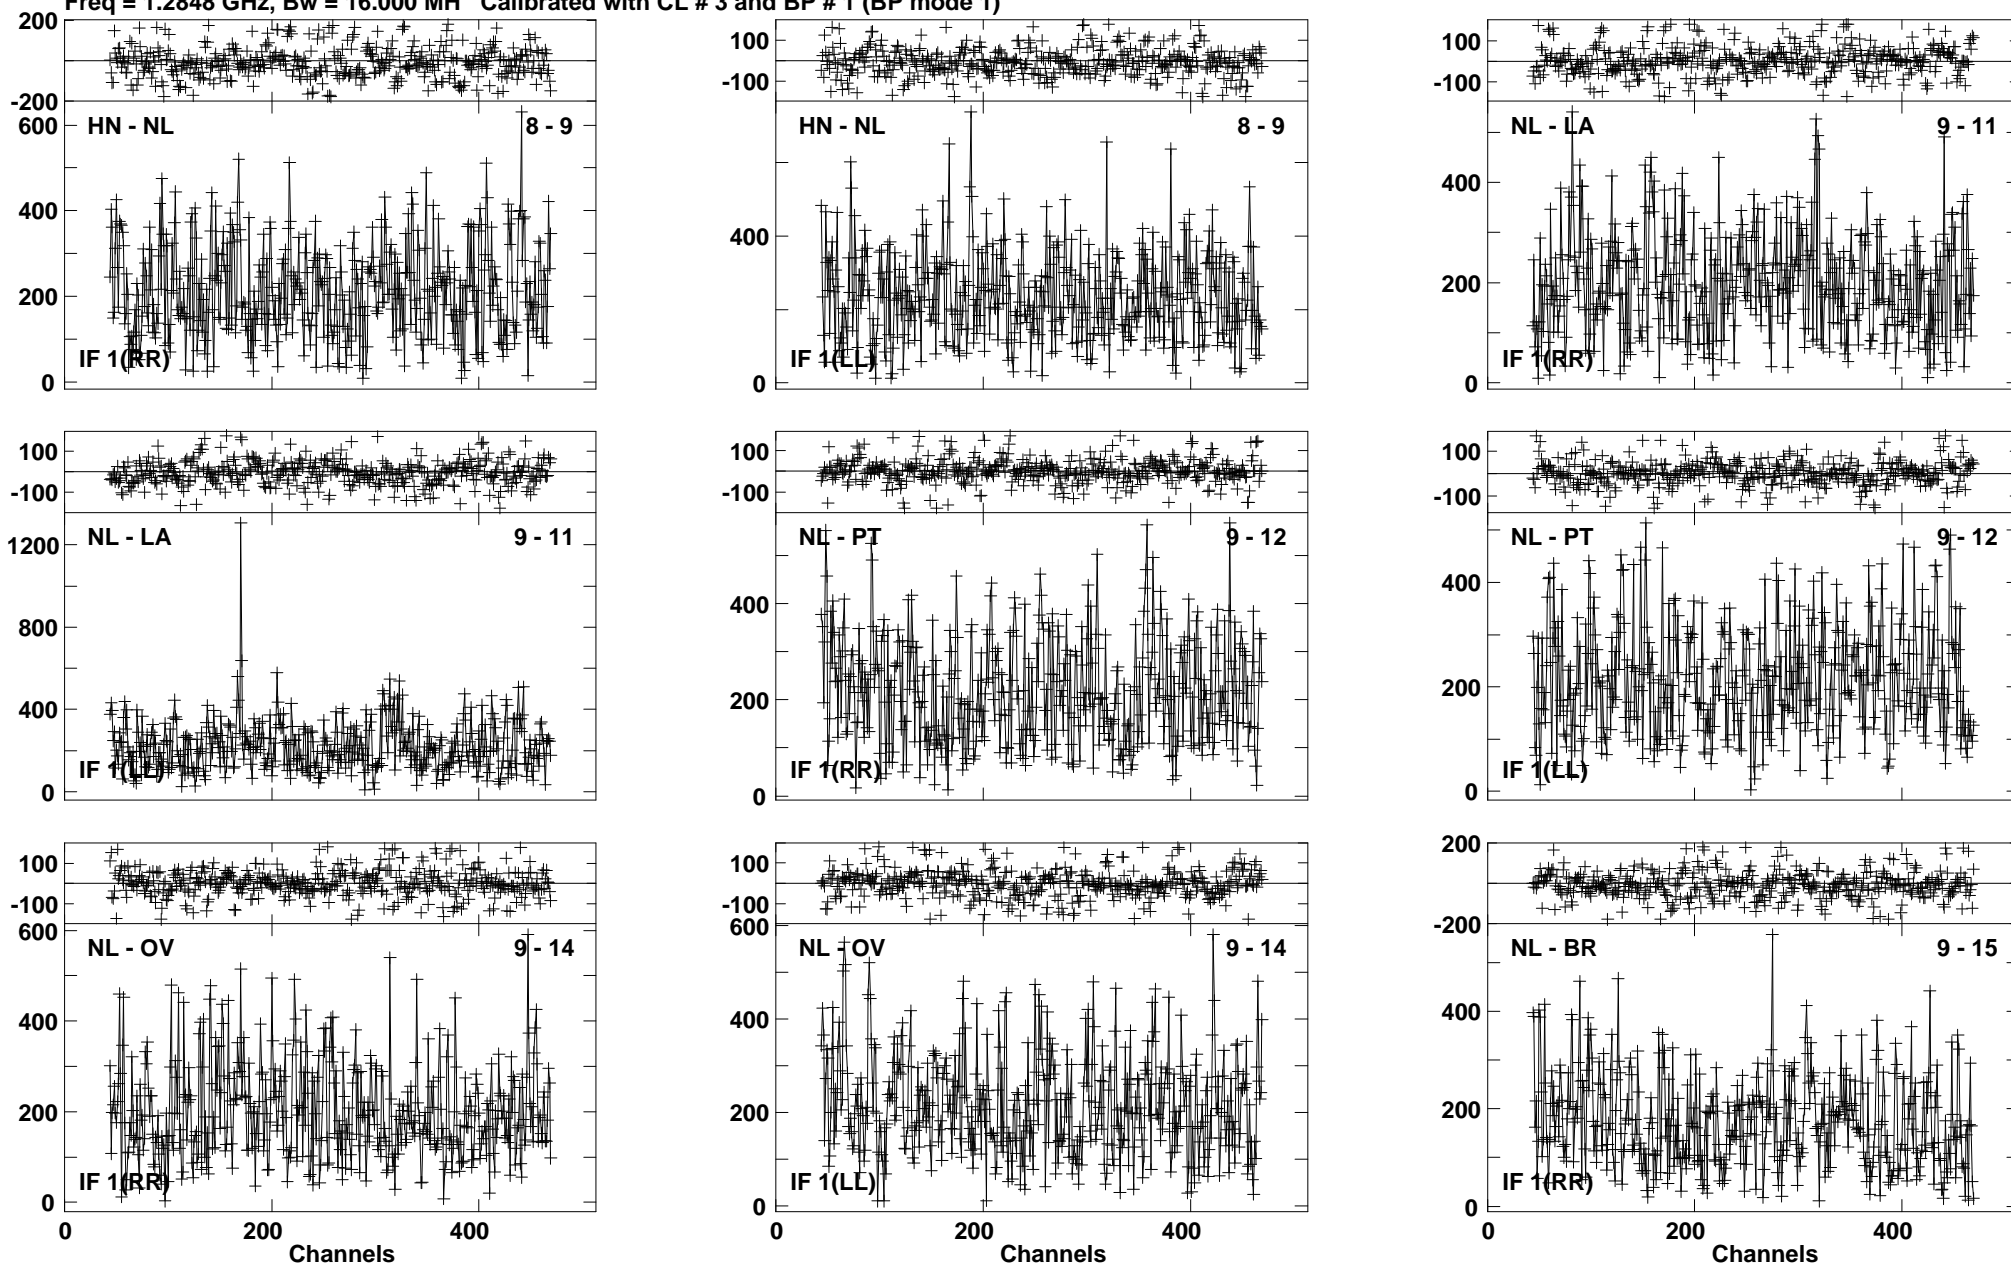 Freq = 1.2848 GHz, Bw = 16.000 MH Calibrated with CL # 3 and BP # 1 (BP mode 1)
200
-200
100
-100
100
-100
600
400
200
0
HN - NL 8 - 9
IF 1(RR)
400
0
HN - NL 8 - 9
IF 1(LL)
400
200
0
NL - LA 9 - 11
IF 1(RR)
100
-100
100
-100
100
-100
1200
800
400
0
NL - LA 9 - 11
IF 1(LL)
400
200
0
NL - PT 9 - 12
IF 1(RR)
400
200
0
NL - PT 9 - 12
IF 1(LL)
100
-100
100
-100
200
-200
600
400
200
0
NL - OV 9 - 14
IF 1(RR)
600
400
200
0
NL - OV 9 - 14
IF 1(LL)
400
200
0
NL - BR 9 - 15
IF 1(RR)
0 200 400
0 200 400
0 200 400
Channels
Channels
Channels